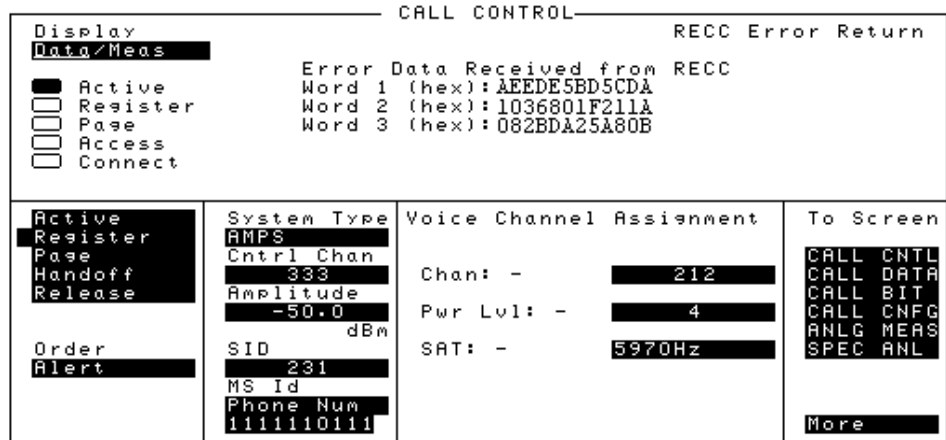 CALL CONTROL
Display
Data/Meas
RECC Error Return
Error Data Received from RECC
Word 1 (hex):AEEDE5BD5CDA
Word 2 (hex):1036801F211A
Word 3 (hex):082BDA25A80B
Active
Register
Page
Access
Connect
Active
Register
Page
Handoff
Release
Order
Alert
System Type
AMPS
Cntrl Chan
333
Amplitude
-50.0
dBm
SID
231
MS Id
Phone Num
1111110111
Voice Channel Assignment
Chan: - 212
Pwr Lvl: - 4
SAT: - 5970Hz
To Screen
CALL CNTL
CALL DATA
CALL BIT
CALL CNFG
ANLG MEAS
SPEC ANL
More